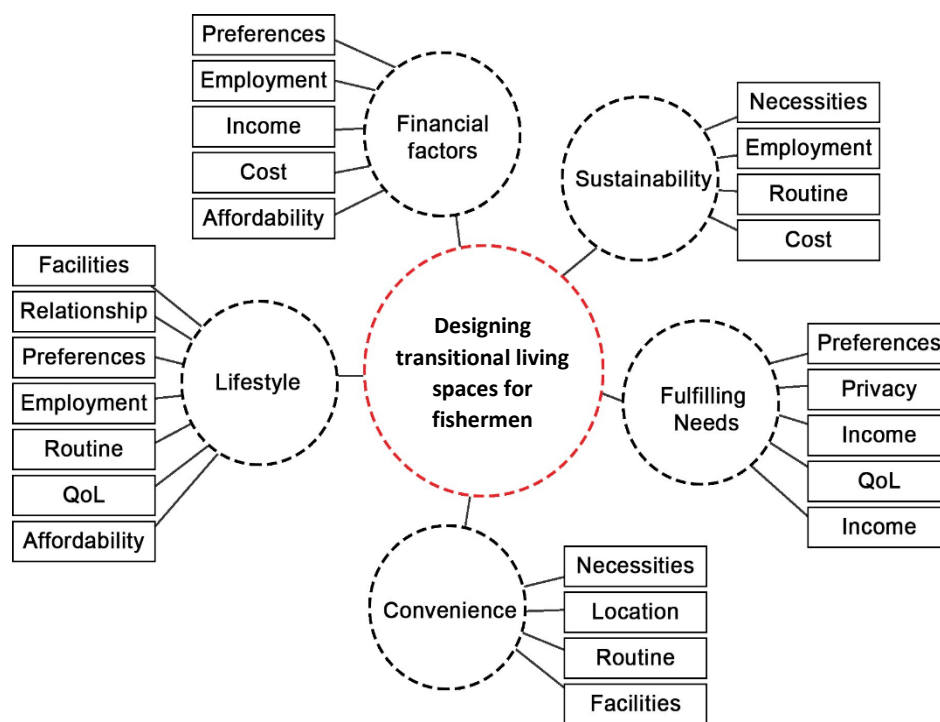 Preferences
Employment
Income
Cost
Affordability
Financial
factors
Necessities
Employment
Routine
Cost
Sustainability
Facilities
Relationship
Preferences
Employment
Routine
QoL
Affordability
Lifestyle
Designing
transitional living
spaces for
fishermen
Preferences
Privacy
Income
QoL
Income
Fulfilling
Needs
Convenience
Necessities
Location
Routine
Facilities